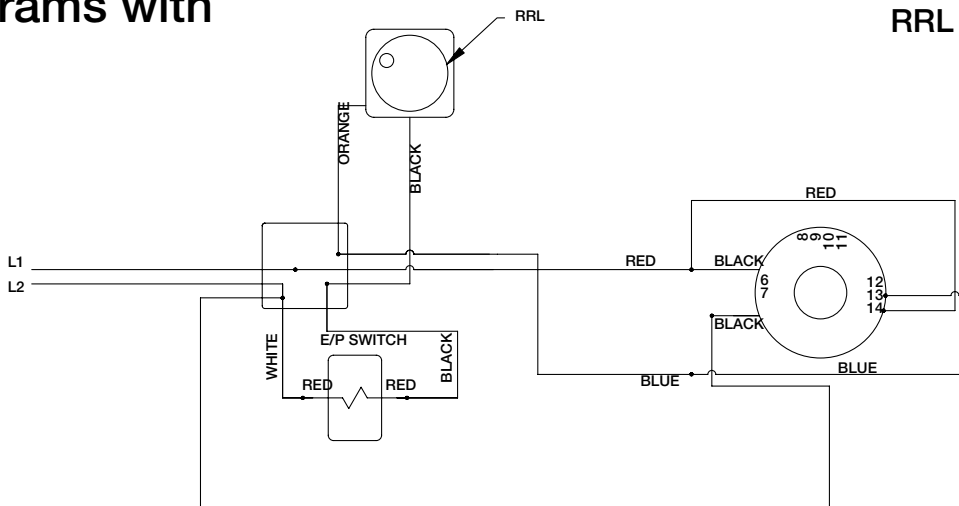 rams with
RRL
RRL
ORANGE
BLACK
RED
L1
L2
RED
BLACK
8
9
10
11
6
7
12
13
14
BLACK
E/P SWITCH
WHITE
BLACK
RED
RED
BLUE
BLUE